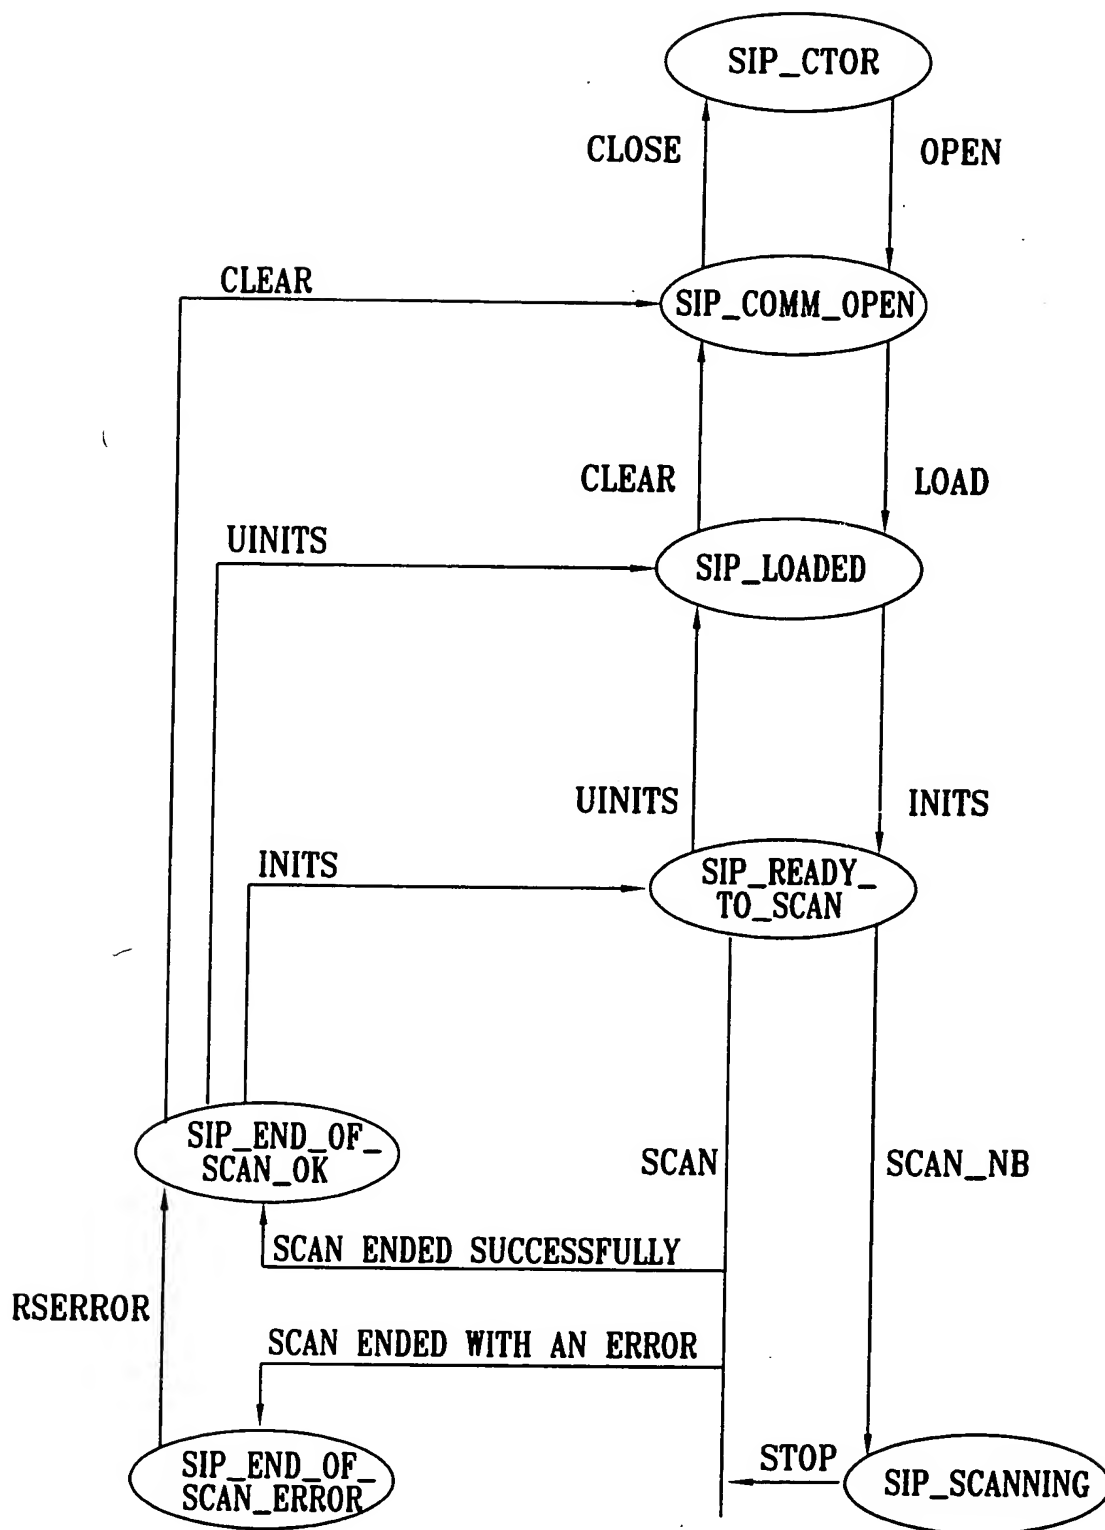 SIP_CTOR
CLOSE
OPEN
CLEAR
SIP_COMM_OPEN
CLEAR
LOAD
UINITS
SIP_LOADED
UINITS
INITS
INITS
SIP_READY_
TO_SCAN
SIP_END_OF_
SCAN_OK
SCAN
SCAN_NB
SCAN ENDED SUCCESSFULLY
RSERROR
SCAN ENDED WITH AN ERROR
STOP
SIP_END_OF_
SCAN_ERROR
SIP_SCANNING